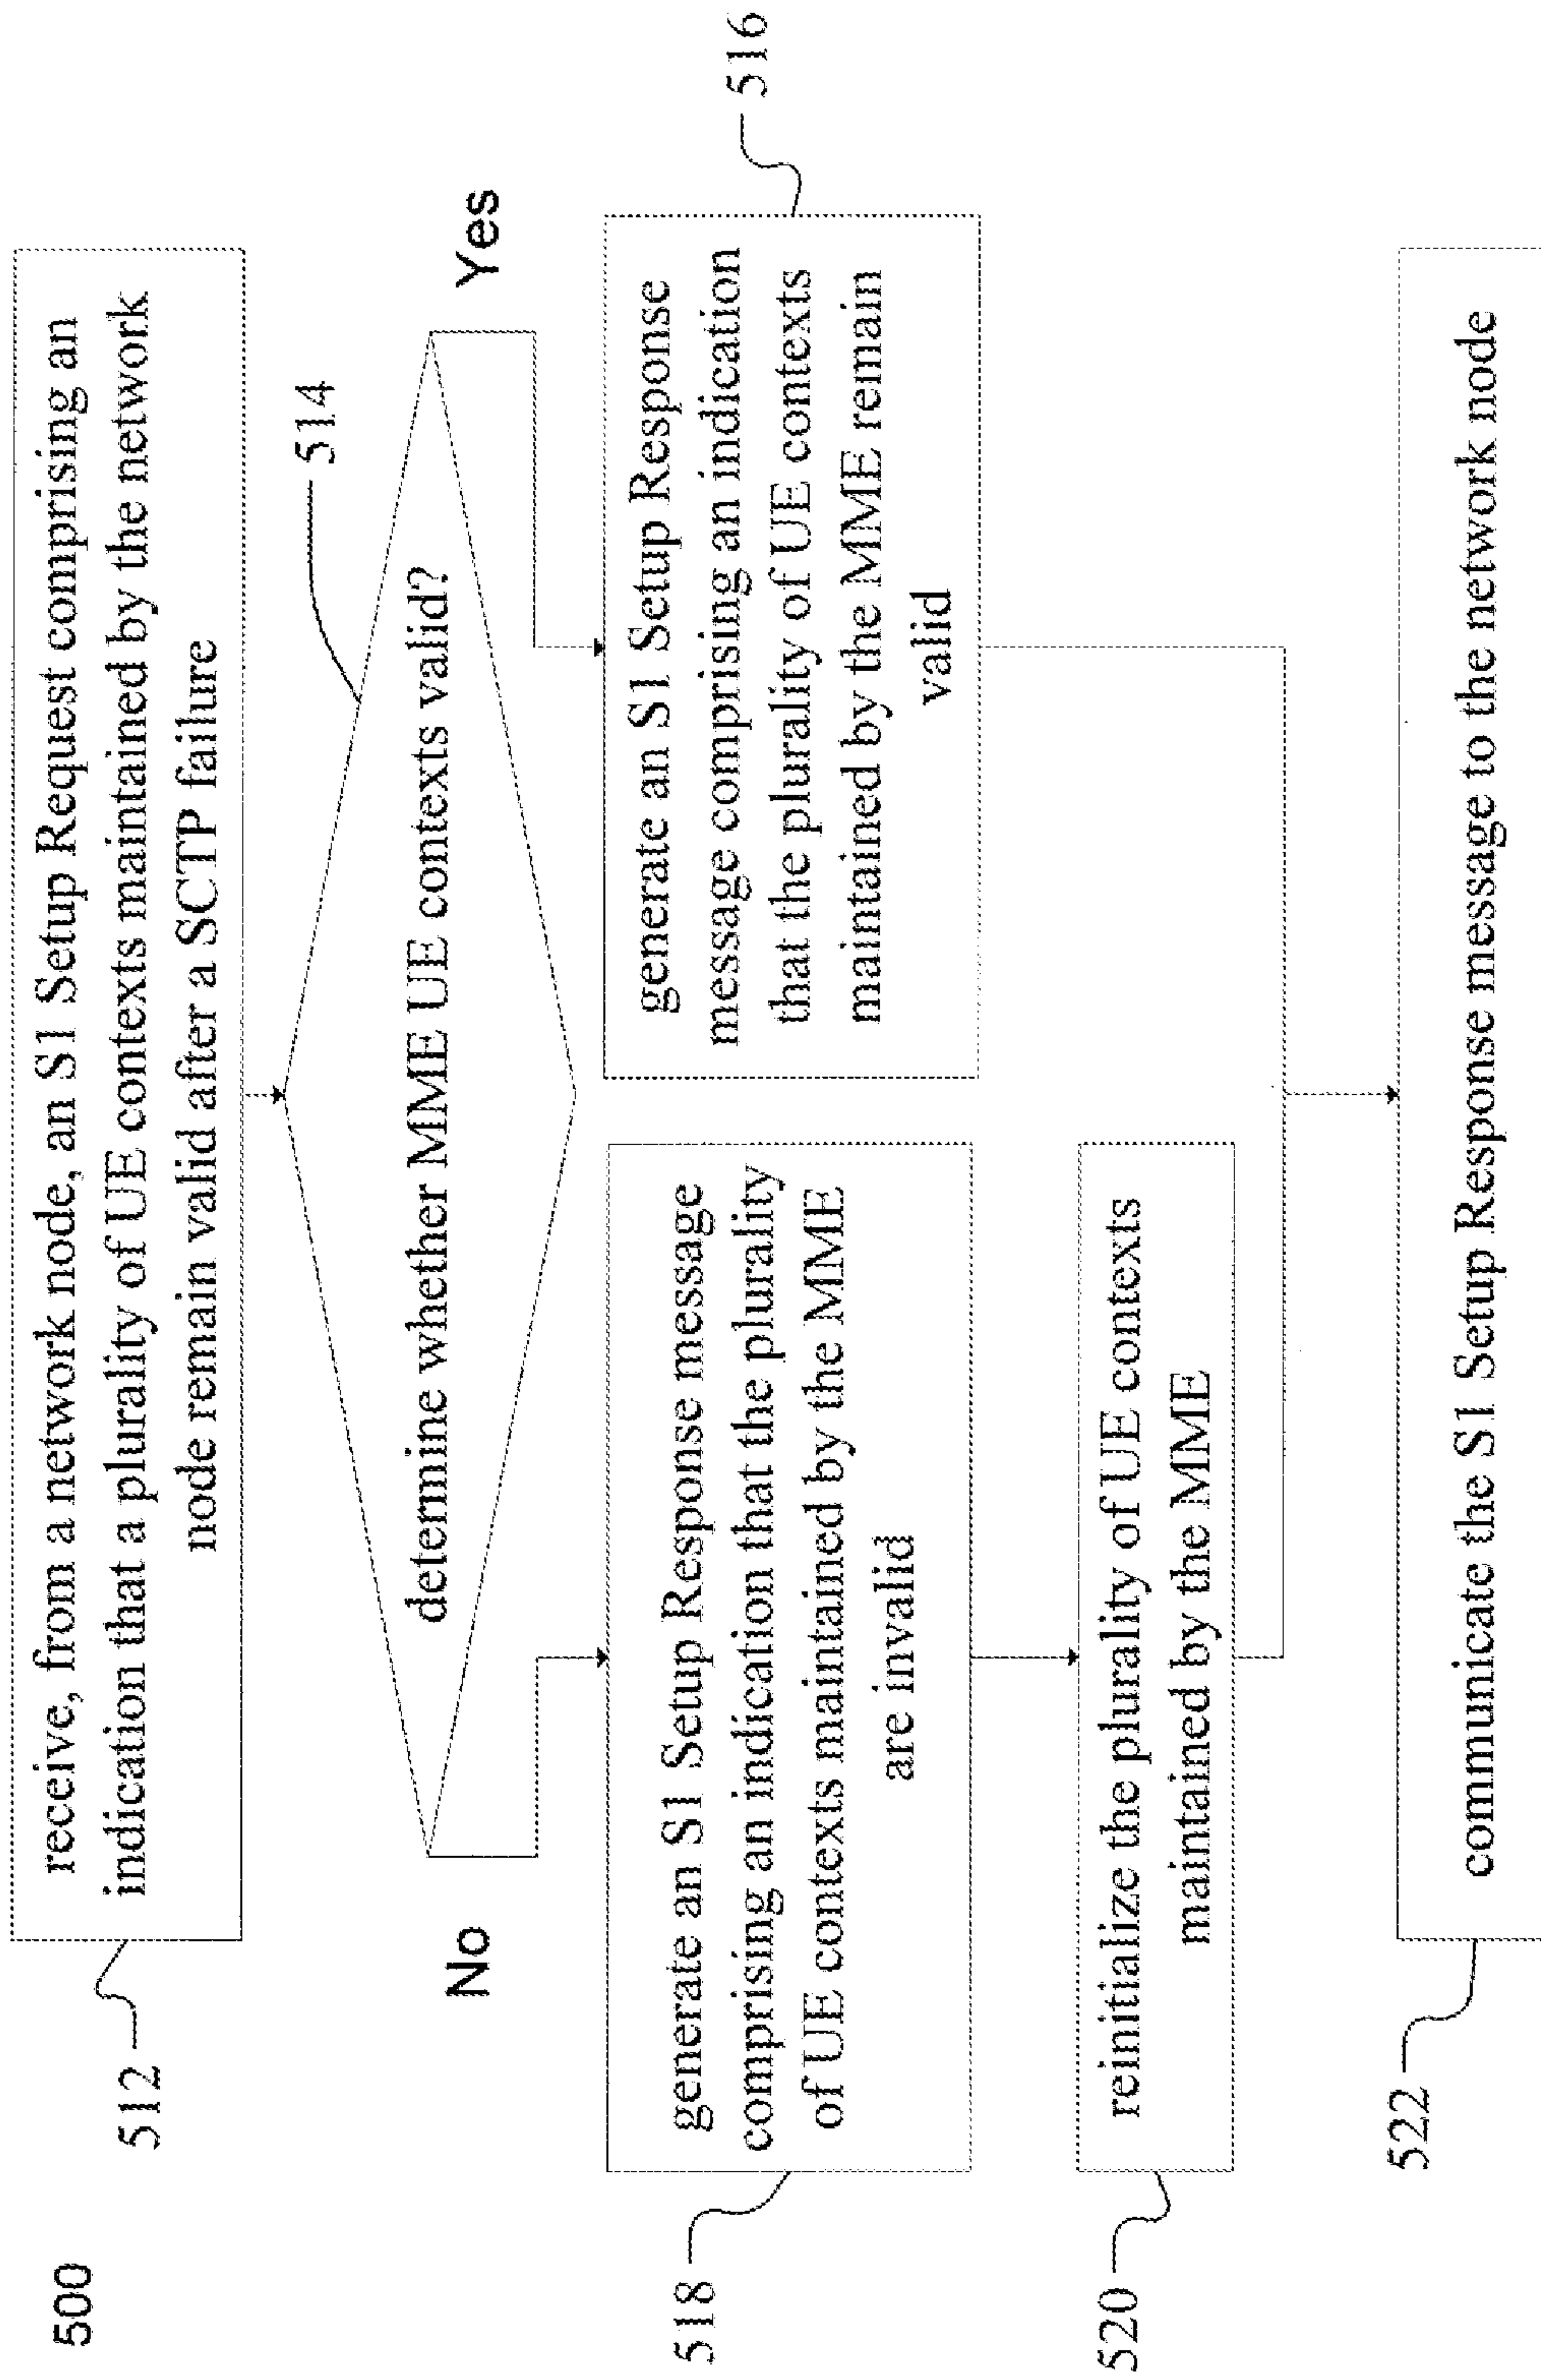 500
512
receive, from a network node, an S1 Setup Request comprising an
indication that a plurality of UE contexts maintained by the network
node remain valid after a SCTP failure
514
determine whether MME UE contexts valid?
No
Yes
518
generate an S1 Setup Response message
comprising an indication that the plurality
of UE contexts maintained by the MME
are invalid
generate an S1 Setup Response
message comprising an indication
that the plurality of UE contexts
maintained by the MME remain
valid
516
520
reinitialize the plurality of UE contexts
maintained by the MME
522
communicate the S1 Setup Response message to the network node